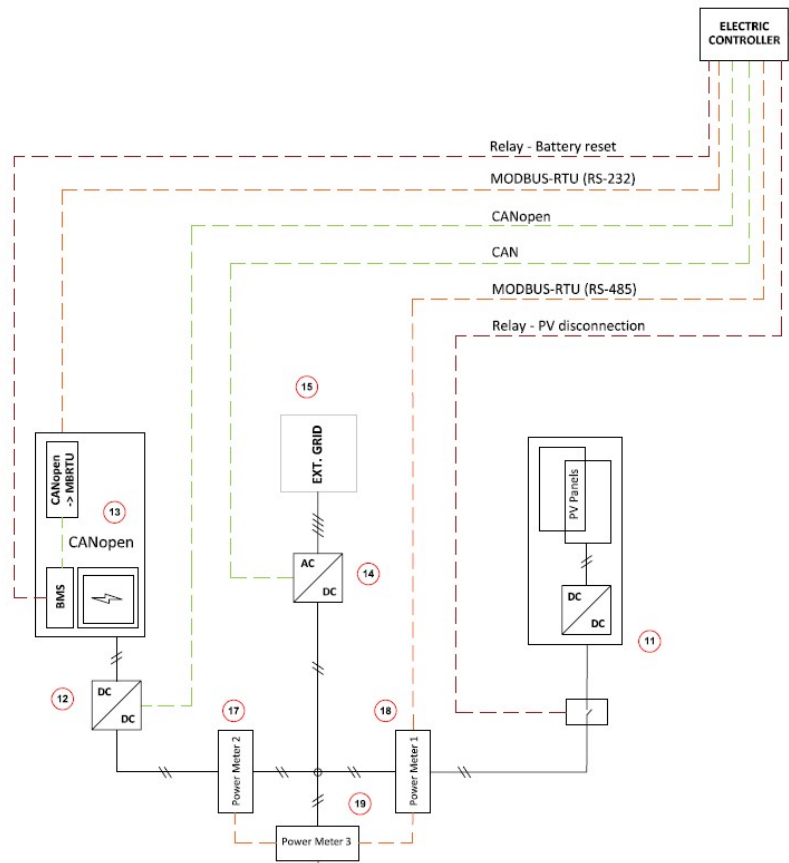 ELECTRIC
CONTROLLER
Relay - Battery reset
MODBUS-RTU (RS-232)
CANopen
CAN
MODBUS-RTU (RS-485)
Relay - PV disconnection
15
EXT. GRID
CANopen
-> MBRTU
13
CANopen
BMS
PV Panels
AC
DC
14
DC
DC
11
12
DC
DC
17
Power Meter 2
18
Power Meter 1
19
Power Meter 3